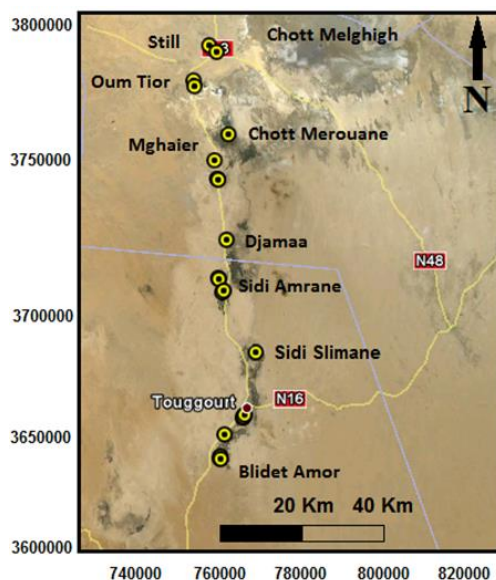 3800000
Still
Chott Melghigh
N
Oum Tior
Chott Merouane
Mghaier
3750000
Djamaa
N48
Sidi Amrane
3700000
Sidi Slimane
Touggourt
N16
3650000
Blidet Amor
20 Km
40 Km
3600000
740000
760000
780000
800000
820000